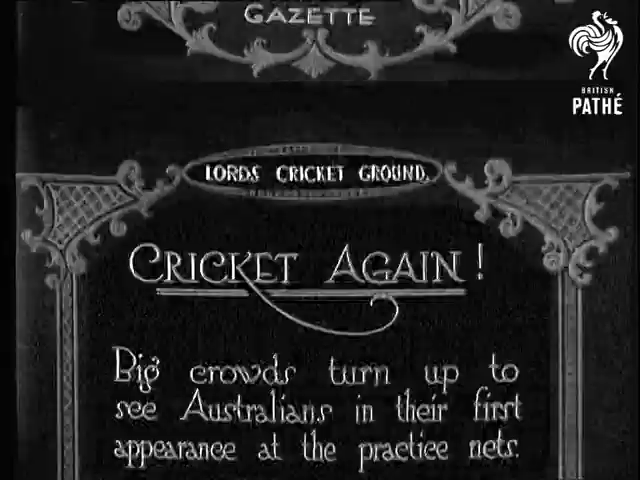 GAZETTE
BRITISH
PATHÉ
LORDS CRICKET GROUND.
CRICKET AGAIN!
Big crowds turn up to
see Australians in their first
appearance at the practice nets.